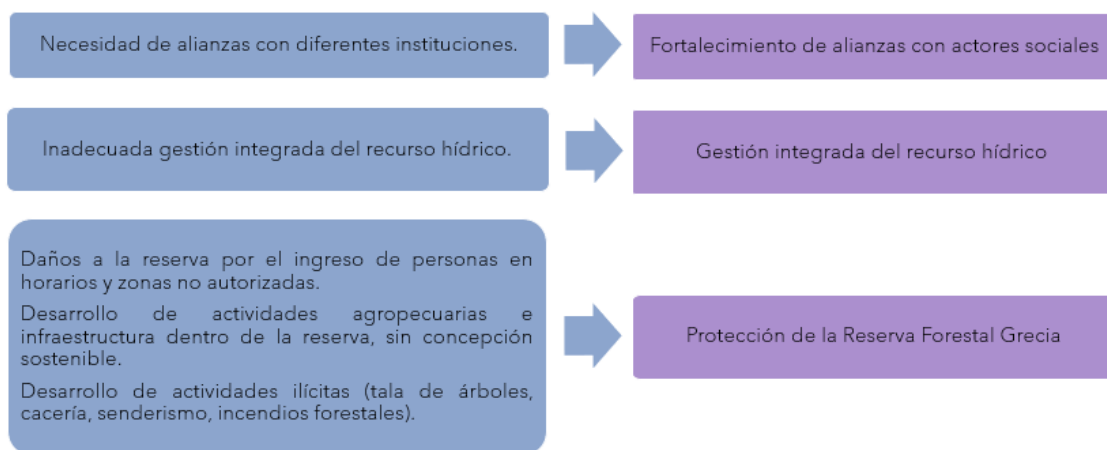 Necesidad de alianzas con diferentes instituciones.
Fortalecimiento de alianzas con actores sociales
Inadecuada gestión integrada del recurso hídrico.
Gestión integrada del recurso hídrico
Daños a la reserva por el ingreso de personas en
horarios y zonas no autorizadas.
Desarrollo de actividades agropecuarias e
infraestructura dentro de la reserva, sin concepción
sostenible.
Desarrollo de actividades ilícitas (tala de árboles,
cacería, senderismo, incendios forestales).
Protección de la Reserva Forestal Grecia